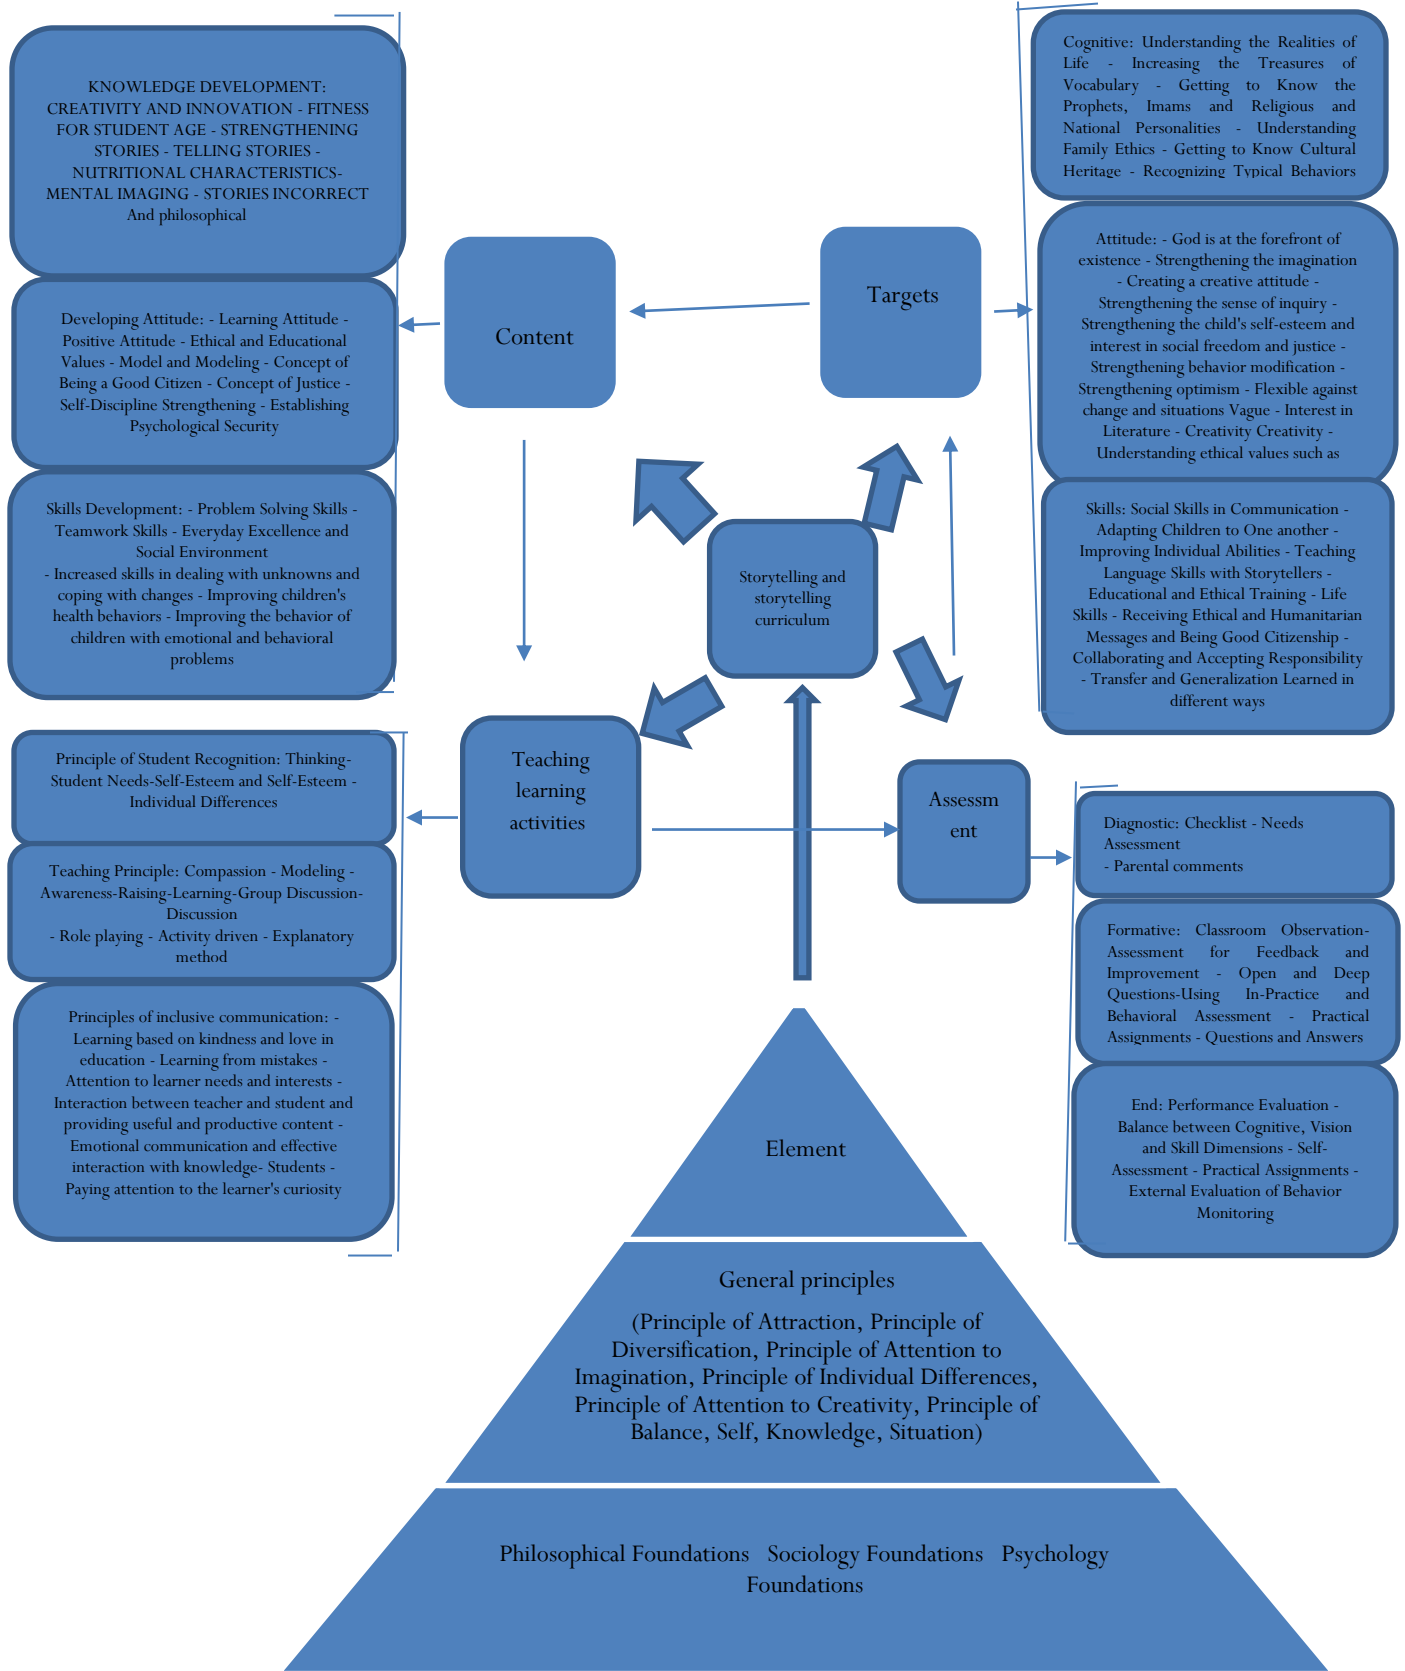 KNOWLEDGE DEVELOPMENT:
CREATIVITY AND INNOVATION - FITNESS
FOR STUDENT AGE - STRENGTHENING
STORIES - TELLING STORIES -
NUTRITIONAL CHARACTERISTICS-
MENTAL IMAGING - STORIES INCORRECT
And philosophical
Developing Attitude: - Learning Attitude -
Positive Attitude - Ethical and Educational
Values - Model and Modeling - Concept of
Being a Good Citizen - Concept of Justice -
Self-Discipline Strengthening - Establishing
Psychological Security
Skills Development: - Problem Solving Skills -
Teamwork Skills - Everyday Excellence and
Social Environment
- Increased skills in dealing with unknowns and
coping with changes - Improving children's
health behaviors - Improving the behavior of
children with emotional and behavioral
problems
Content
Targets
Cognitive: Understanding the Realities of
Life - Increasing the Treasures of
Vocabulary - Getting to Know the
Prophets, Imams and Religious and
National Personalities - Understanding
Family Ethics - Getting to Know Cultural
Heritage - Recognizing Typical Behaviors
Attitude: - God is at the forefront of
existence - Strengthening the imagination
- Creating a creative attitude -
Strengthening the sense of inquiry -
Strengthening the child's self-esteem and
interest in social freedom and justice -
Strengthening behavior modification -
Strengthening optimism - Flexible against
change and situations Vague - Interest in
Literature - Creativity Creativity -
Understanding ethical values such as
Skills: Social Skills in Communication -
Adapting Children to One another -
Improving Individual Abilities - Teaching
Language Skills with Storytellers -
Educational and Ethical Training - Life
Skills - Receiving Ethical and Humanitarian
Messages and Being Good Citizenship -
Collaborating and Accepting Responsibility
- Transfer and Generalization Learned in
different ways
Storytelling and
storytelling
curriculum
Principle of Student Recognition: Thinking-
Student Needs-Self-Esteem and Self-Esteem -
Individual Differences
Teaching Principle: Compassion - Modeling -
Awareness-Raising-Learning-Group Discussion-
Discussion
- Role playing - Activity driven - Explanatory
method
Principles of inclusive communication: -
Learning based on kindness and love in
education - Learning from mistakes -
Attention to learner needs and interests -
Interaction between teacher and student and
providing useful and productive content -
Emotional communication and effective
interaction with knowledge- Students -
Paying attention to the learner's curiosity
Teaching
learning
activities
Assessm
ent
Diagnostic: Checklist - Needs
Assessment
- Parental comments
Formative: Classroom Observation-
Assessment for Feedback and
Improvement - Open and Deep
Questions-Using In-Practice and
Behavioral Assessment - Practical
Assignments - Questions and Answers
End: Performance Evaluation -
Balance between Cognitive, Vision
and Skill Dimensions - Self-
Assessment - Practical Assignments -
External Evaluation of Behavior
Monitoring
Element
General principles
(Principle of Attraction, Principle of
Diversification, Principle of Attention to
Imagination, Principle of Individual Differences,
Principle of Attention to Creativity, Principle of
Balance, Self, Knowledge, Situation)
Philosophical Foundations Sociology Foundations Psychology
Foundations